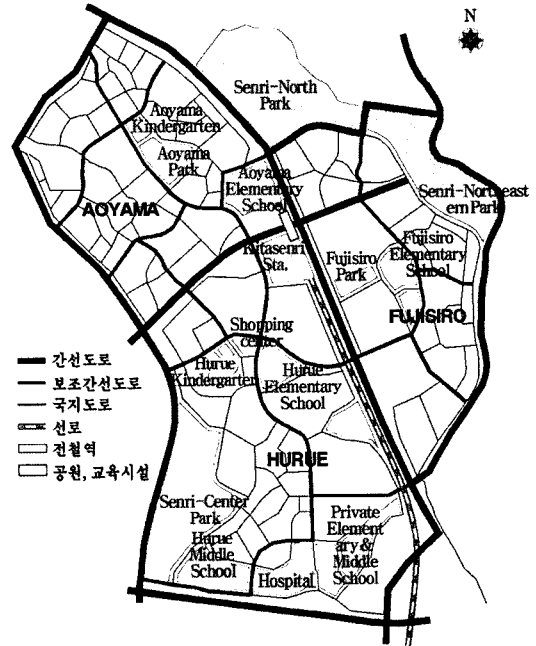 N
Senri-North
Park
Aoyama
Kindergarten
Aoyama
Park
Aoyama
Elementary
School
Senri-Northeast
ern Park
AOYAMA
Kitasenri
Sta.
Fujisiro
Park
Fujisiro
Elementary
School
FUJISIRO
Shopping
center
Hurue
Kindergarten
Hurue
Elementary
School
간선도로
보조간선도로
국지도로
선로
전철역
공원, 교육시설
HURUE
Senri-Center
Park
Hurue
Middle
School
Private
Element
ary &
Middle
School
Hospital